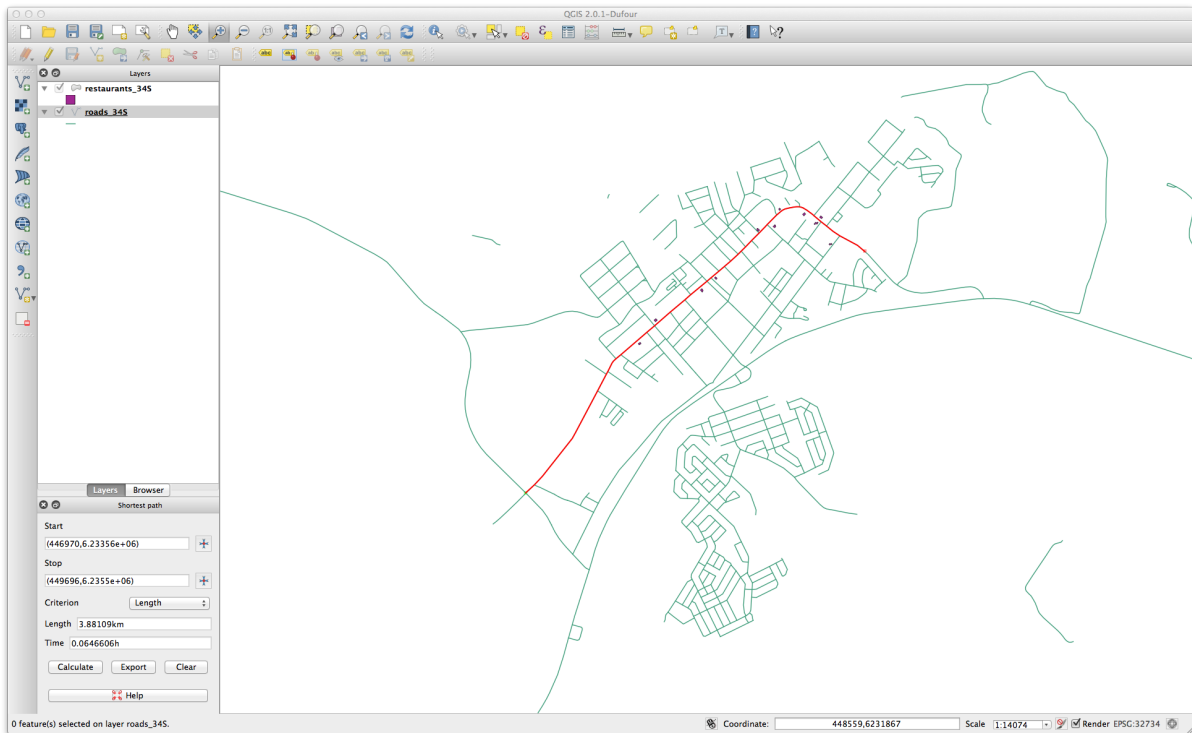 QGIS 2.0.1-Dufour
Layers
restaurants_34S
roads_34S
Layers Browser
Shortest path
Start
(446970,6.23356e+06)
Stop
(449696,6.2355e+06)
Criterion Length
Length 3.88109km
Time 0.0646606h
Calculate Export Clear
Help
0 feature(s) selected on layer roads_34S. Coordinate: 448559,6231867 Scale 1:14074 Render EPSG:32734